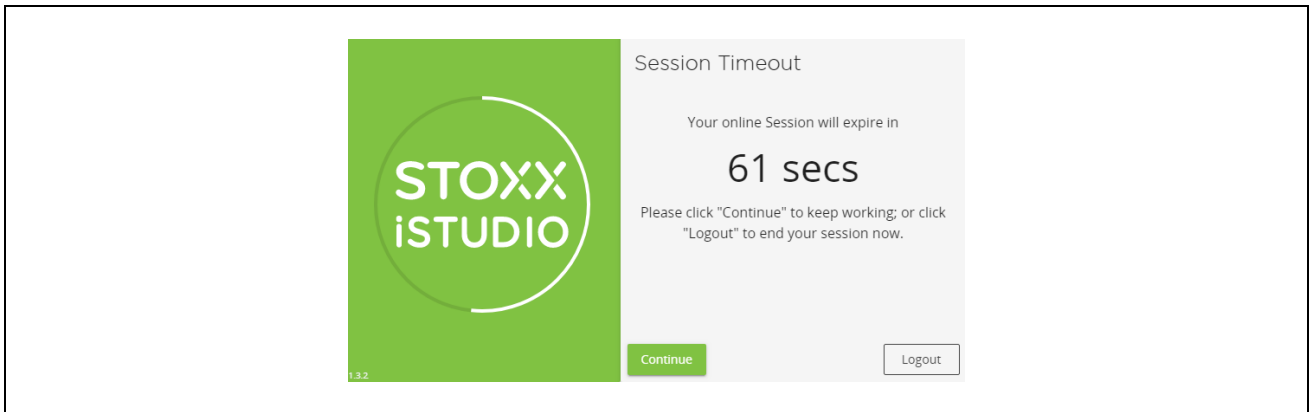 STOXX
iSTUDIO
1.3.2
Session Timeout
Your online Session will expire in
61 secs
Please click "Continue" to keep working; or click
"Logout" to end your session now.
Continue
Logout